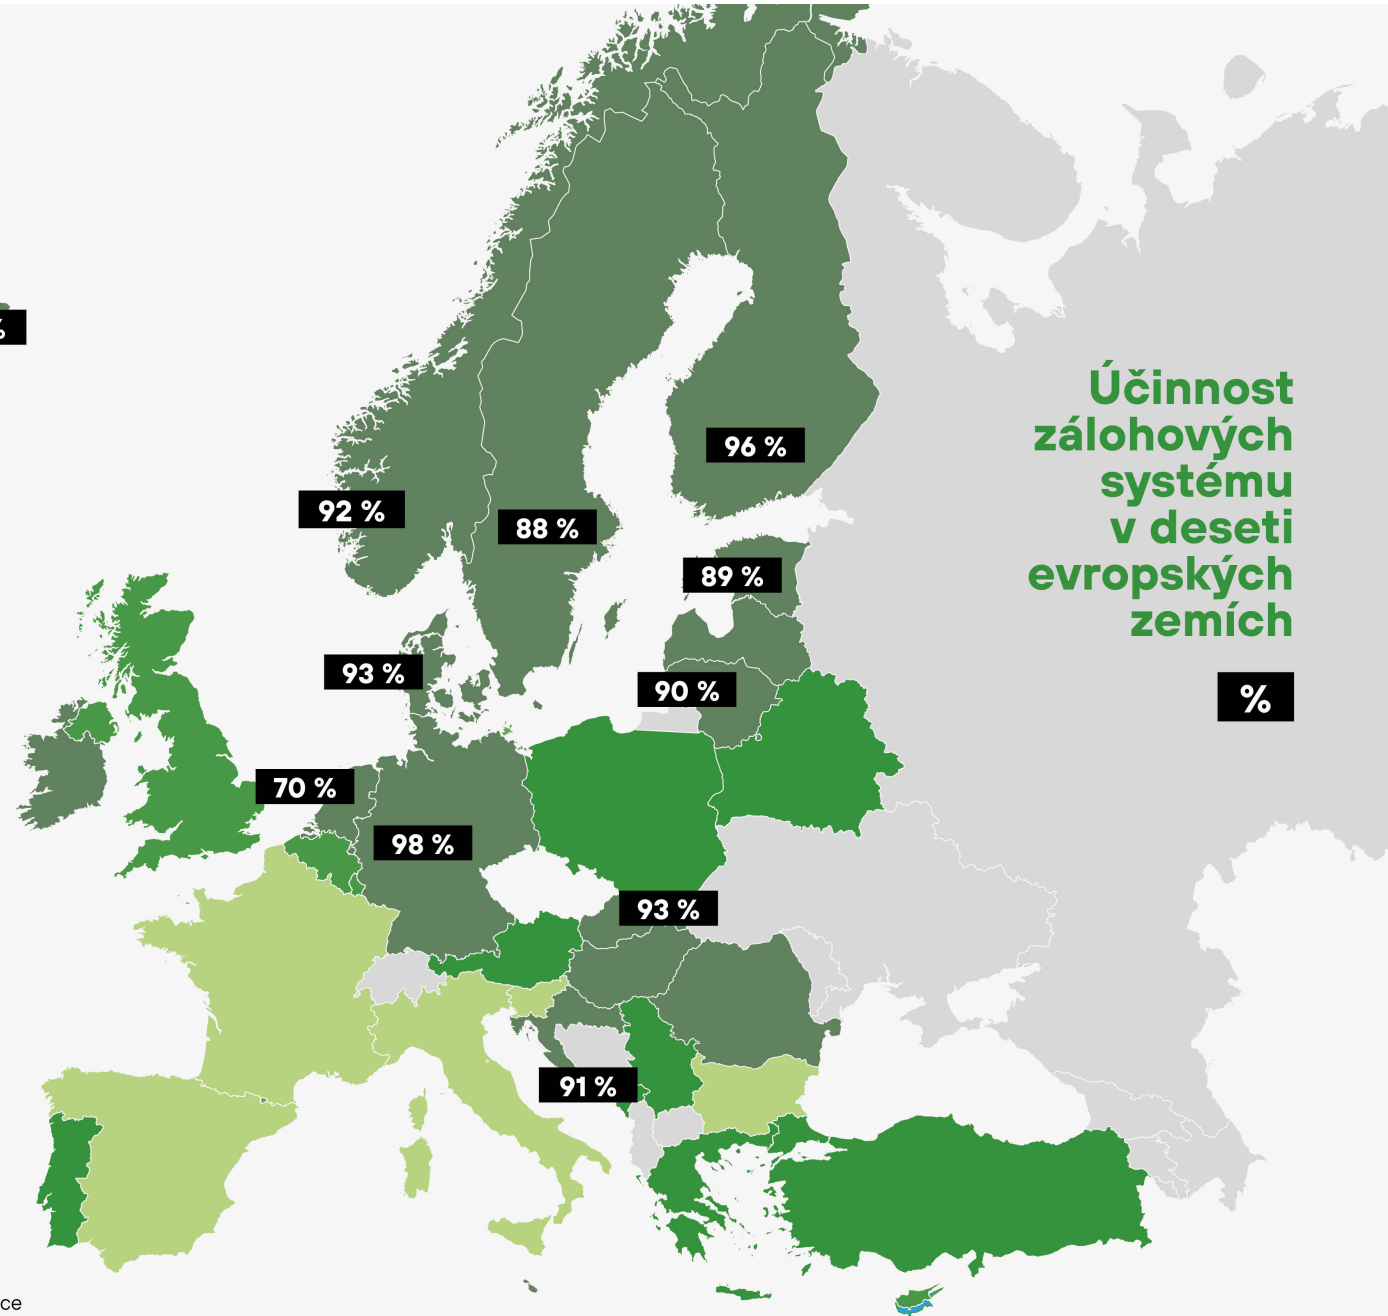 %
96 %
92 %
88 %
89 %
93 %
90 %
70 %
98 %
93 %
91 %
Účinnost
zálohových
systému
v deseti
evropských
zemích
%
ce